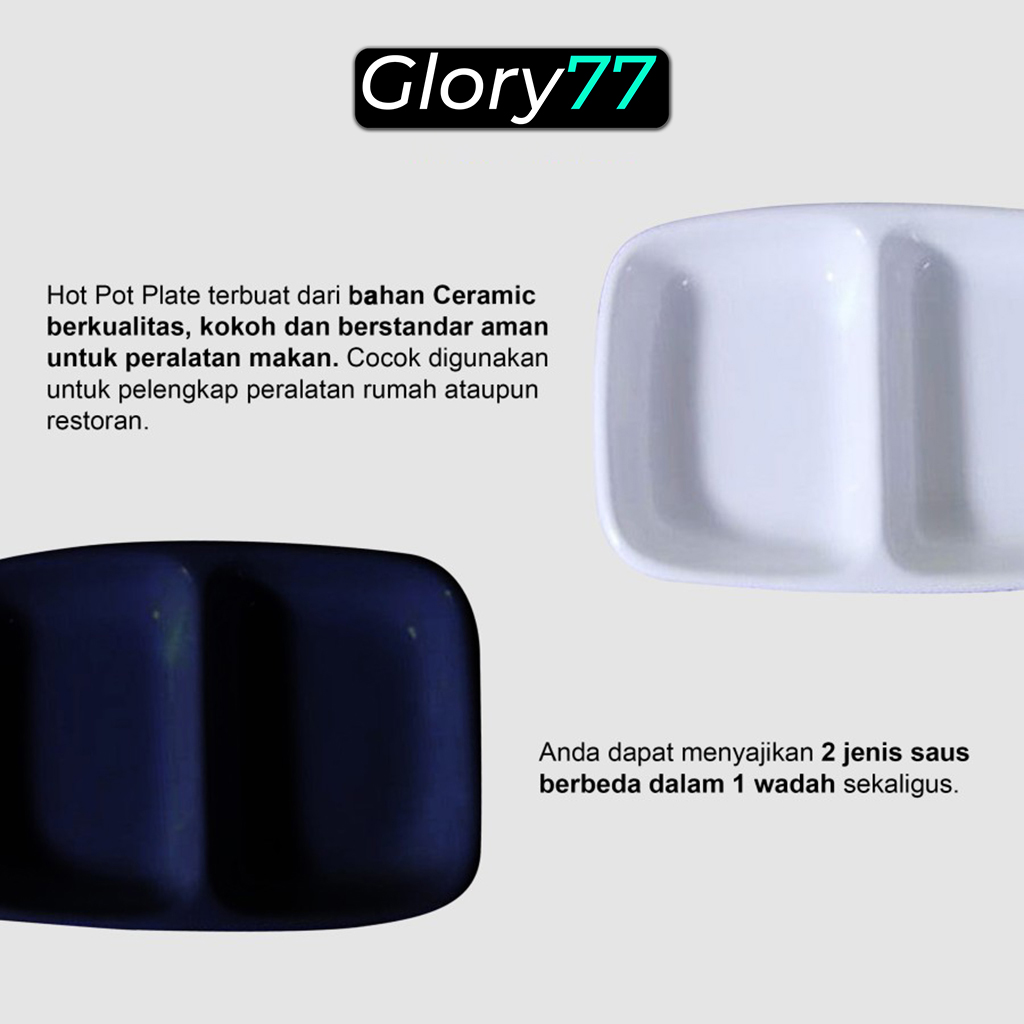 Glory77
Hot Pot Plate terbuat dari bahan Ceramic
berkualitas, kokoh dan berstandar aman
untuk peralatan makan. Cocok digunakan
untuk pelengkap peralatan rumah ataupun
restoran.
Anda dapat menyajikan 2 jenis saus
berbeda dalam 1 wadah sekaligus.